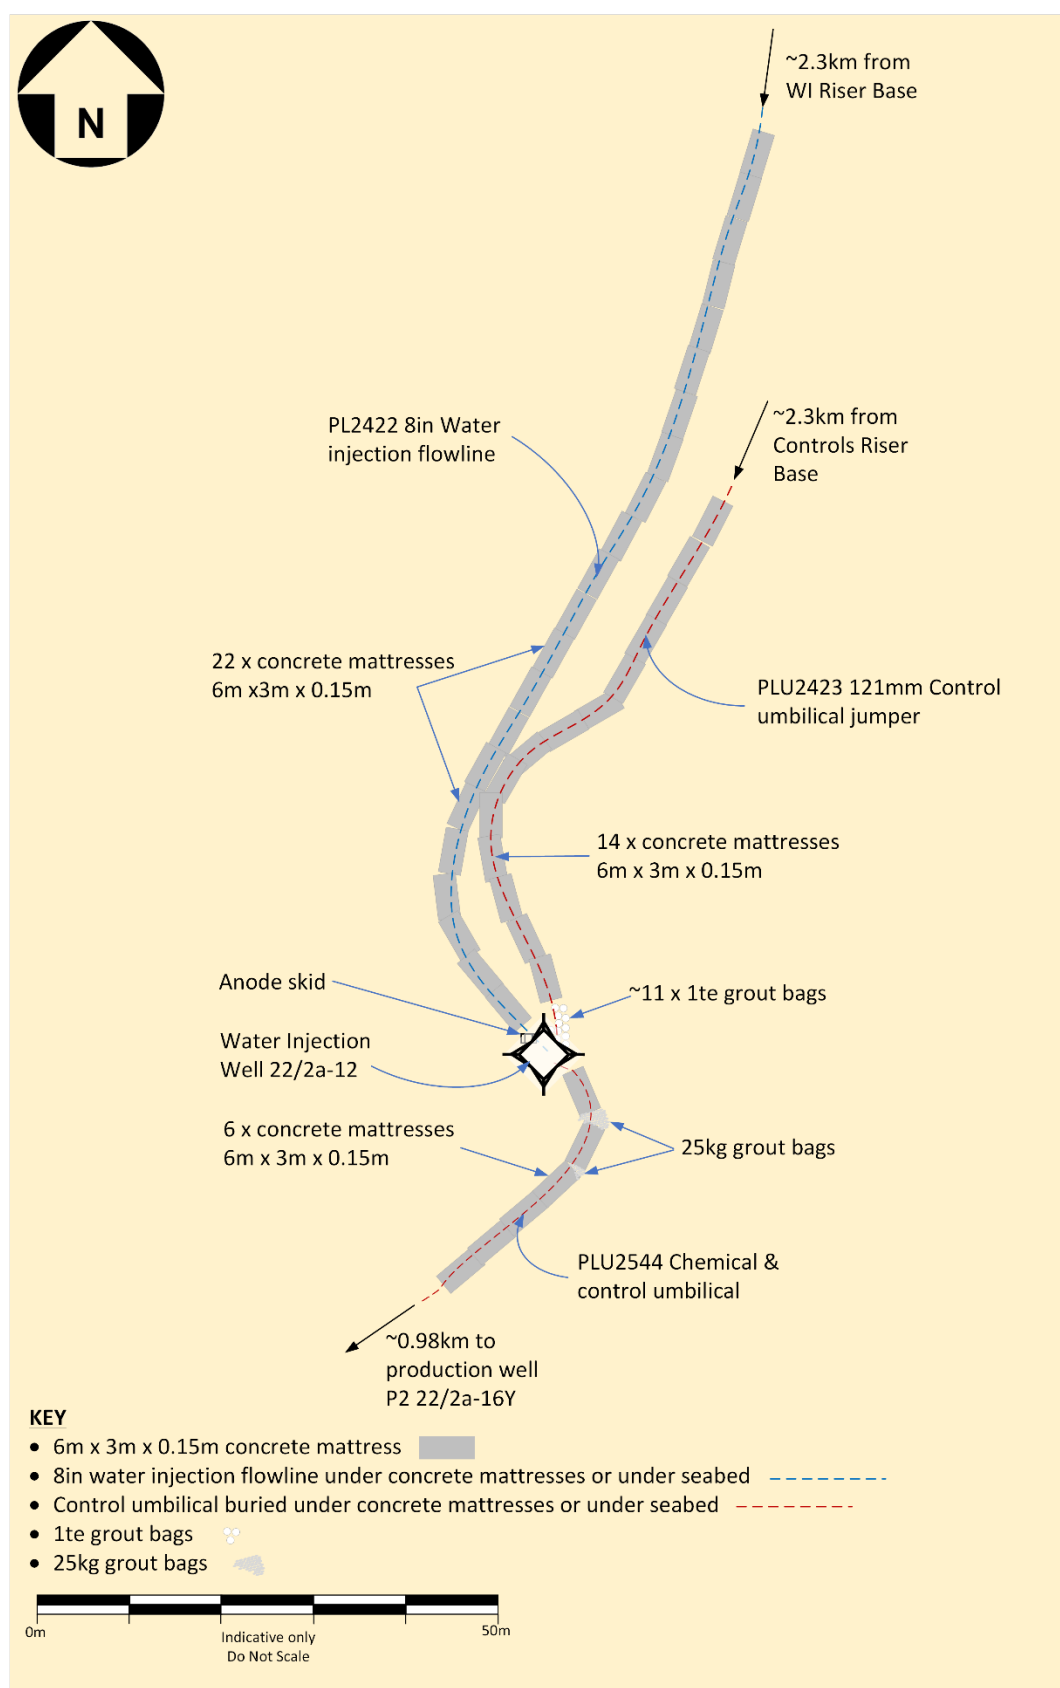 N
~2.3km from
WI Riser Base
~2.3km from
Controls Riser
Base
PL2422 8in Water
injection flowline
22 x concrete mattresses
6m x3m x 0.15m
PLU2423 121mm Control
umbilical jumper
14 x concrete mattresses
6m x 3m x 0.15m
Anode skid
~11 x 1te grout bags
Water Injection
Well 22/2a-12
6 x concrete mattresses
6m x 3m x 0.15m
25kg grout bags
PLU2544 Chemical &
control umbilical
~0.98km to
production well
P2 22/2a-16Y
KEY
• 6m x 3m x 0.15m concrete mattress
• 8in water injection flowline under concrete mattresses or under seabed
• Control umbilical buried under concrete mattresses or under seabed
• 1te grout bags
• 25kg grout bags
0m
50m
Indicative only
Do Not Scale